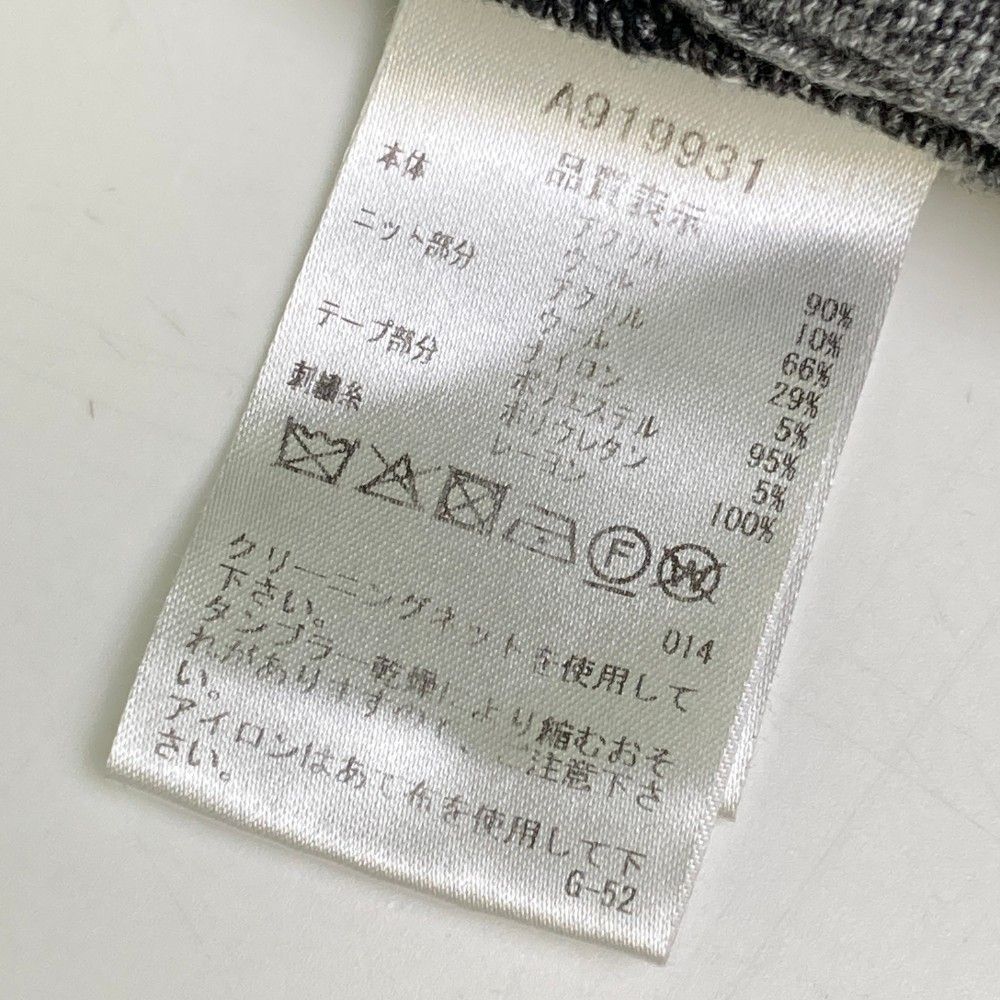 A919931
品質表示
本体 アクリル 90%
ウール 10%
ニット部分 アクリル 66%
ウール 29%
ナイロン 5%
テープ部分 ポリエステル 95%
ポリウレタン 5%
刺繍糸 レーヨン 100%
F
W
014
クリーニングネットを使用して
下さい。
タンブラー乾燥により縮むおそ
れがありますので、ご注意下さ
い。
アイロンはあて布を使用して下
さい。
G-52